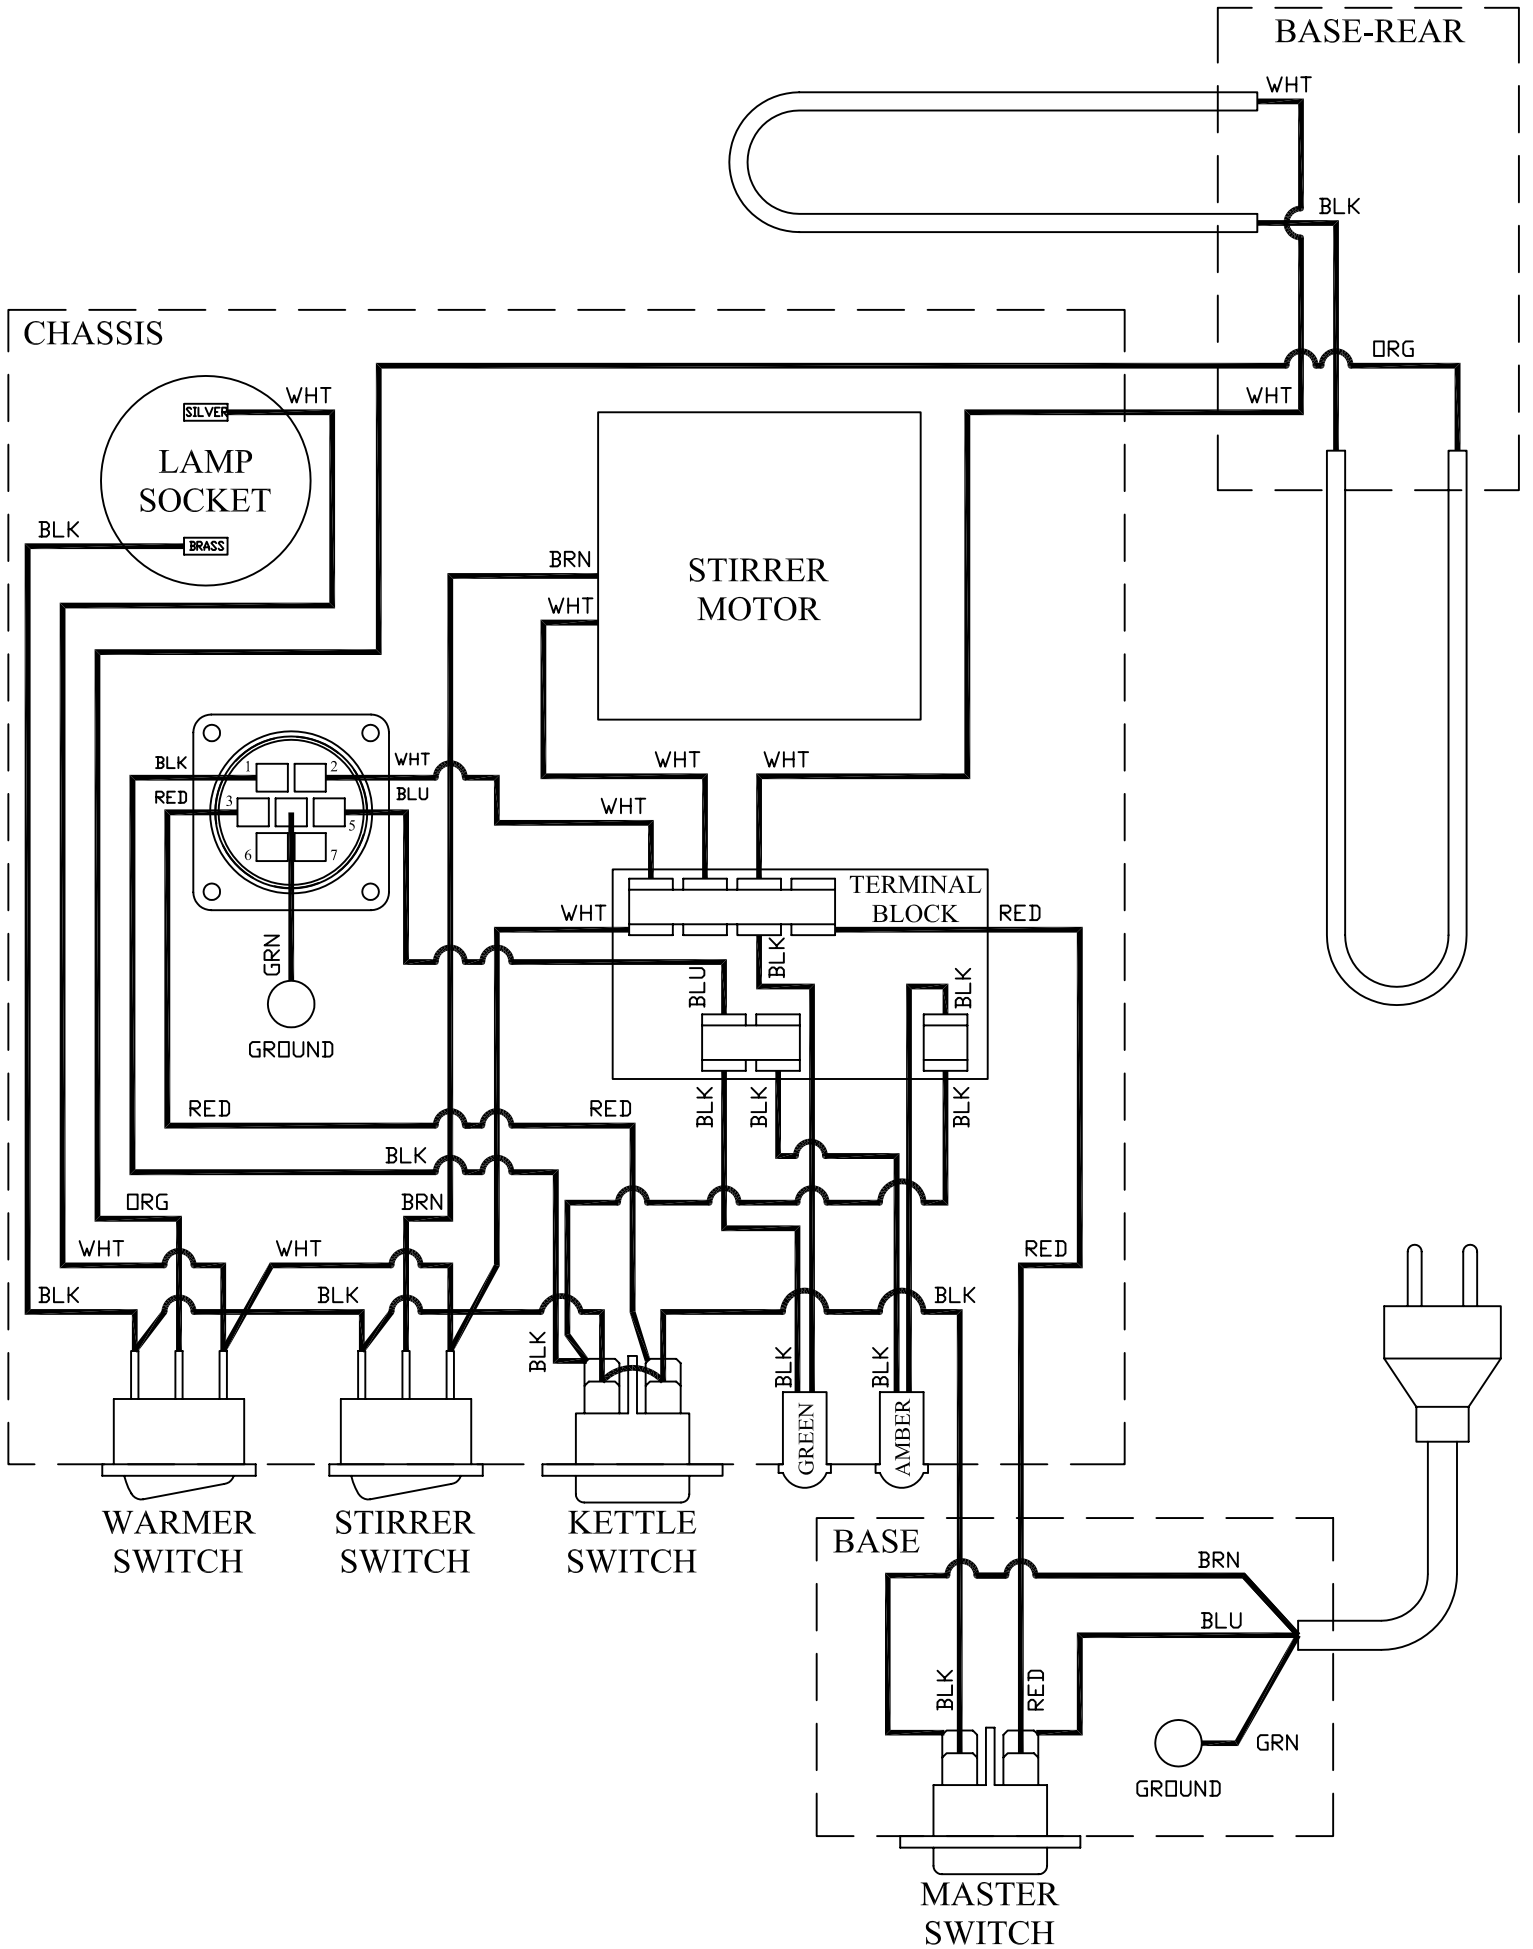 BASE-REAR
WHT
BLK
CHASSIS
ORG
WHT
WHT
SILVER
LAMP
SOCKET
BLK
BRASS
BRN
STIRRER
MOTOR
WHT
BLK
1
2
WHT
WHT
WHT
RED
3
BLU
5
WHT
6
7
TERMINAL
BLOCK
WHT
RED
GRN
BLK
BLU
BLK
GROUND
RED
RED
BLK
BLK
BLK
BLK
ORG
BRN
WHT
WHT
RED
BLK
BLK
BLK
BLK
BLK
BLK
GREEN
AMBER
WARMER
SWITCH
STIRRER
SWITCH
KETTLE
SWITCH
BASE
BRN
BLU
BLK
RED
GRN
GROUND
MASTER
SWITCH